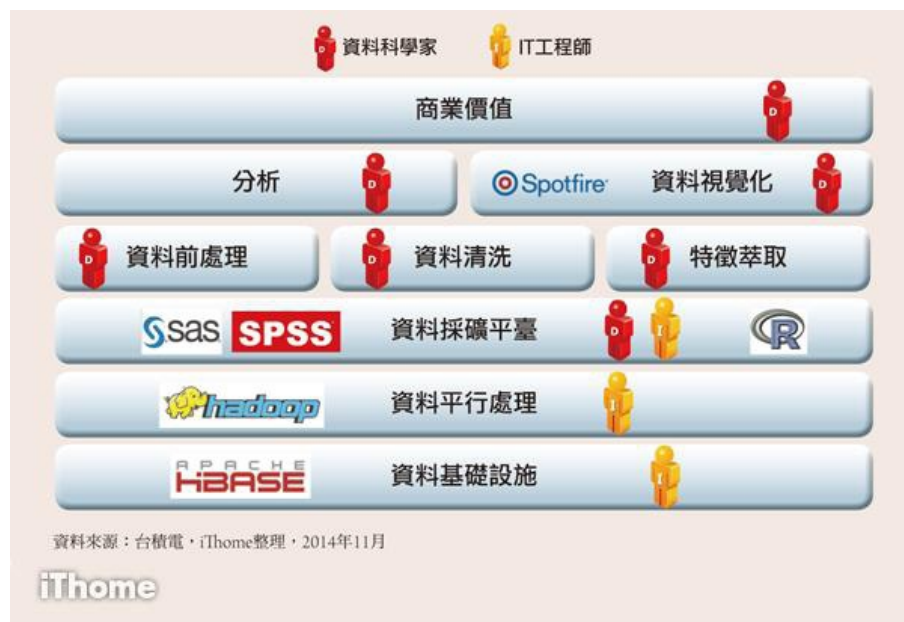 D 資料科學家 I IT工程師
商業價值 D
分析 D Spotfire 資料視覺化 D
D 資料前處理 D 資料清洗 D 特徵萃取
sas SPSS 資料採礦平臺 D I R
hadoop 資料平行處理 I
APACHE HBASE 資料基礎設施 I
資料來源：台積電，iThome整理，2014年11月
iThome